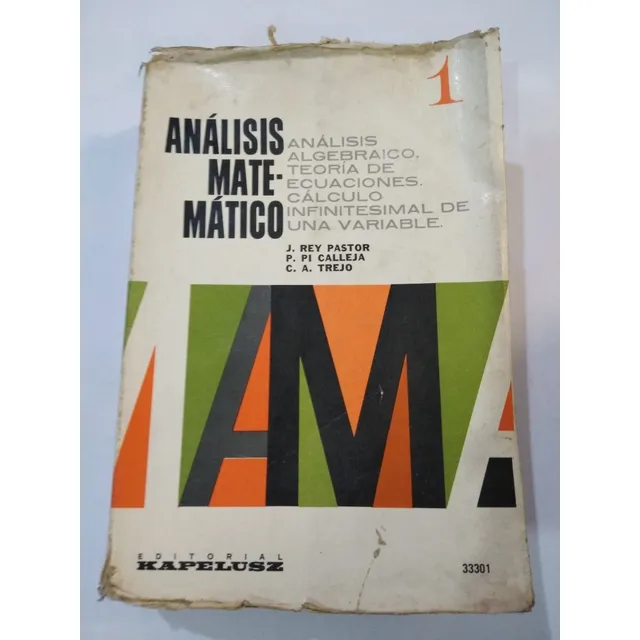 1
ANÁLISIS
MATE-
MÁTICO
ANÁLISIS
ALGEBRAICO.
TEORÍA DE
ECUACIONES.
CÁLCULO
INFINITESIMAL DE
UNA VARIABLE.
J. REY PASTOR
P. PI CALLEJA
C. A. TREJO
AMA
EDITORIAL
KAPELUSZ
33301